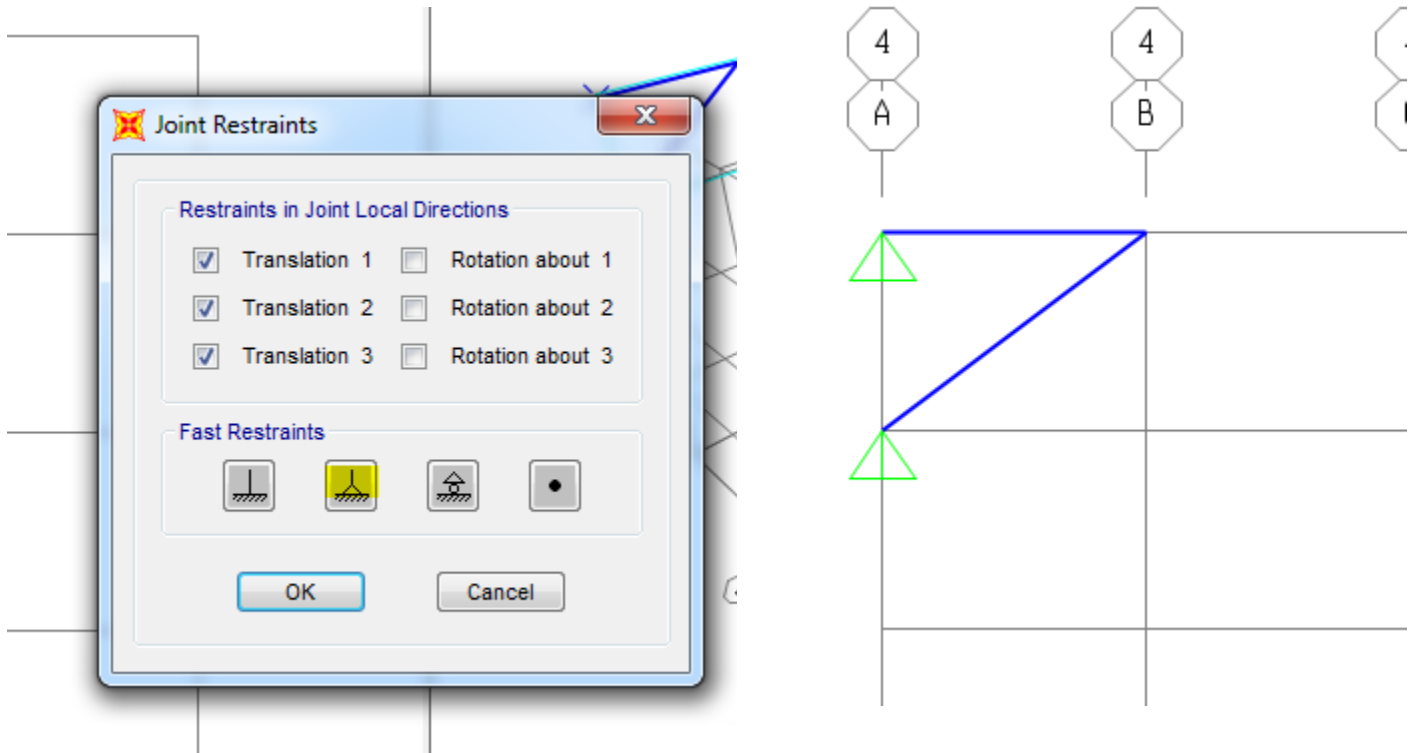 Joint Restraints
Restraints in Joint Local Directions
Translation 1 Rotation about 1
Translation 2 Rotation about 2
Translation 3 Rotation about 3
Fast Restraints
OK Cancel
4 4
A B